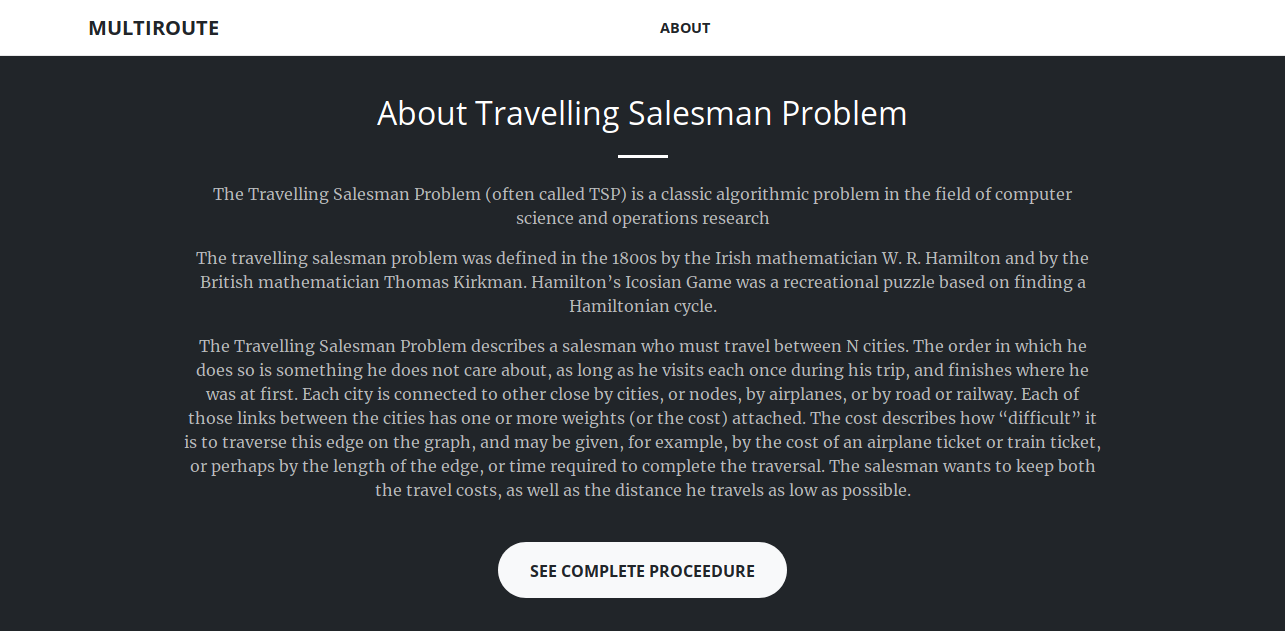 MULTIROUTE
ABOUT
About Travelling Salesman Problem
The Travelling Salesman Problem (often called TSP) is a classic algorithmic problem in the field of computer
science and operations research
The travelling salesman problem was defined in the 1800s by the Irish mathematician W. R. Hamilton and by the
British mathematician Thomas Kirkman. Hamilton’s Icosian Game was a recreational puzzle based on finding a
Hamiltonian cycle.
The Travelling Salesman Problem describes a salesman who must travel between N cities. The order in which he
does so is something he does not care about, as long as he visits each once during his trip, and finishes where he
was at first. Each city is connected to other close by cities, or nodes, by airplanes, or by road or railway. Each of
those links between the cities has one or more weights (or the cost) attached. The cost describes how “difficult” it
is to traverse this edge on the graph, and may be given, for example, by the cost of an airplane ticket or train ticket,
or perhaps by the length of the edge, or time required to complete the traversal. The salesman wants to keep both
the travel costs, as well as the distance he travels as low as possible.
SEE COMPLETE PROCEEDURE